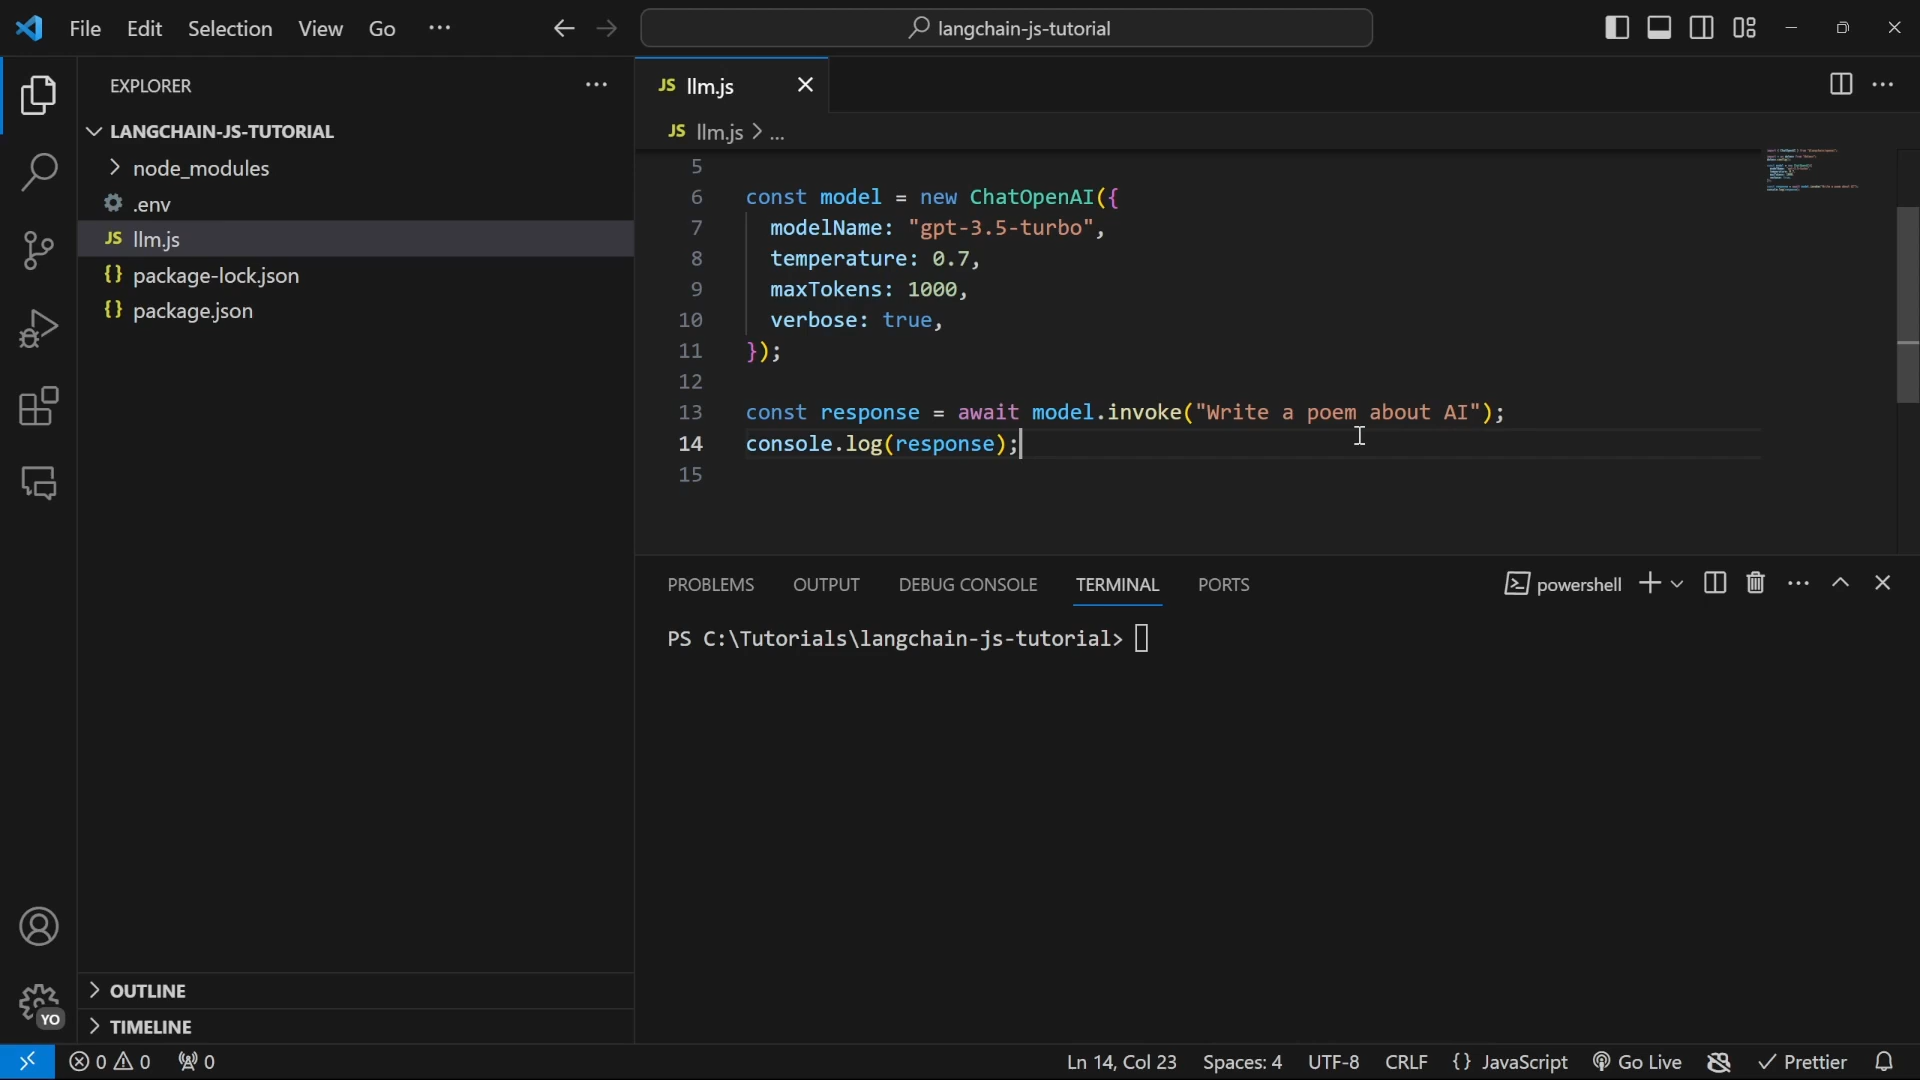 File Edit Selection View Go ...
langchain-js-tutorial
EXPLORER
LANGCHAIN-JS-TUTORIAL
node_modules
.env
JS llm.js
{} package-lock.json
{} package.json
OUTLINE
TIMELINE
JS llm.js
JS llm.js > ...
5
6 const model = new ChatOpenAI({
7 modelName: "gpt-3.5-turbo",
8 temperature: 0.7,
9 maxTokens: 1000,
10 verbose: true,
11 });
12
13 const response = await model.invoke("Write a poem about AI");
14 console.log(response);
15
PROBLEMS OUTPUT DEBUG CONSOLE TERMINAL PORTS powershell
PS C:\Tutorials\langchain-js-tutorial>
YO
0 0 0 Ln 14, Col 23 Spaces: 4 UTF-8 CRLF {} JavaScript Go Live Prettier